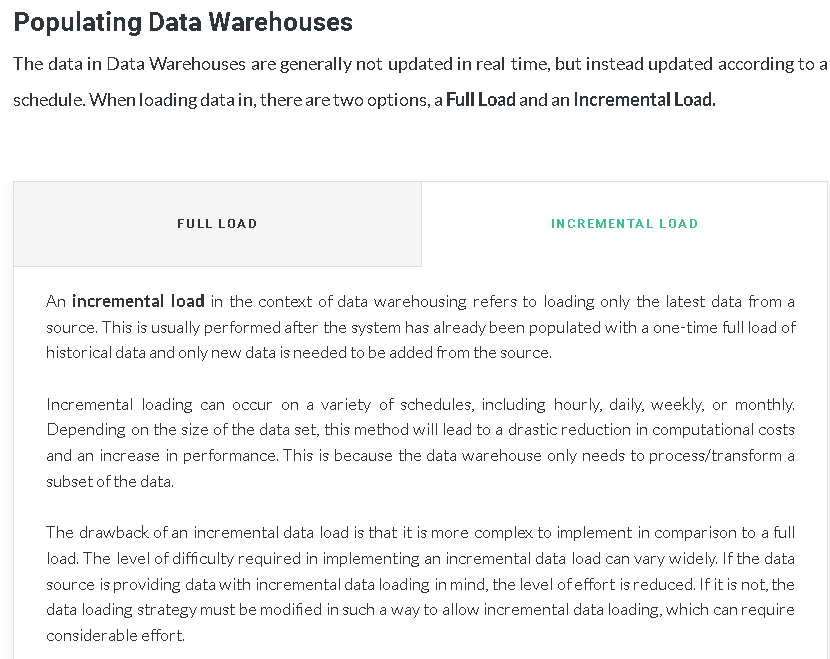 Populating Data Warehouses
The data in Data Warehouses are generally not updated in real time, but instead updated according to a
schedule. When loading data in, there are two options, a Full Load and an Incremental Load.
FULL LOAD
INCREMENTAL LOAD
An incremental load in the context of data warehousing refers to loading only the latest data from a
source. This is usually performed after the system has already been populated with a one-time full load of
historical data and only new data is needed to be added from the source.
Incremental loading can occur on a variety of schedules, including hourly, daily, weekly, or monthly.
Depending on the size of the data set, this method will lead to a drastic reduction in computational costs
and an increase in performance. This is because the data warehouse only needs to process/transform a
subset of the data.
The drawback of an incremental data load is that it is more complex to implement in comparison to a full
load. The level of difficulty required in implementing an incremental data load can vary widely. If the data
source is providing data with incremental data loading in mind, the level of effort is reduced. If it is not, the
data loading strategy must be modified in such a way to allow incremental data loading, which can require
considerable effort.